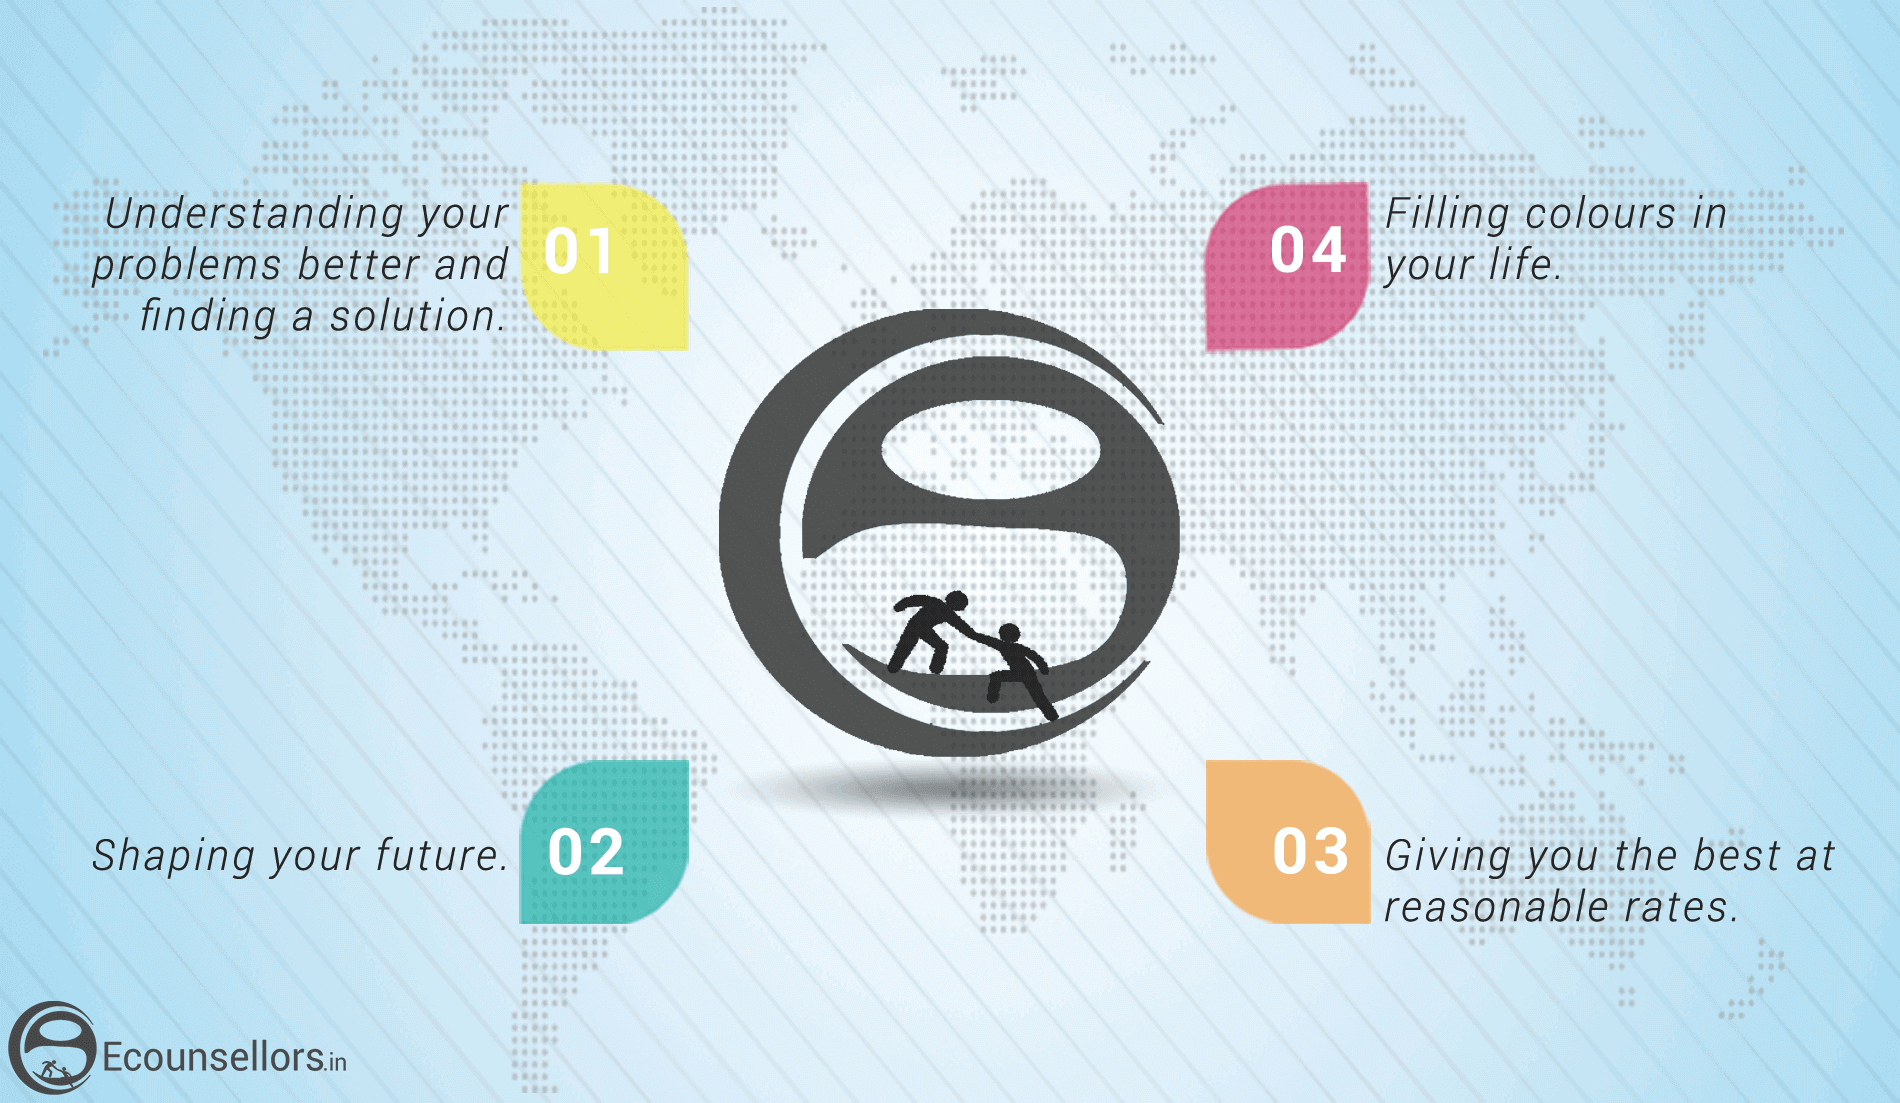 Understanding your
problems better and
finding a solution.
01
Shaping your future.
02
03
Giving you the best at
reasonable rates.
04
Filling colours in
your life.
Ecounsellors.in